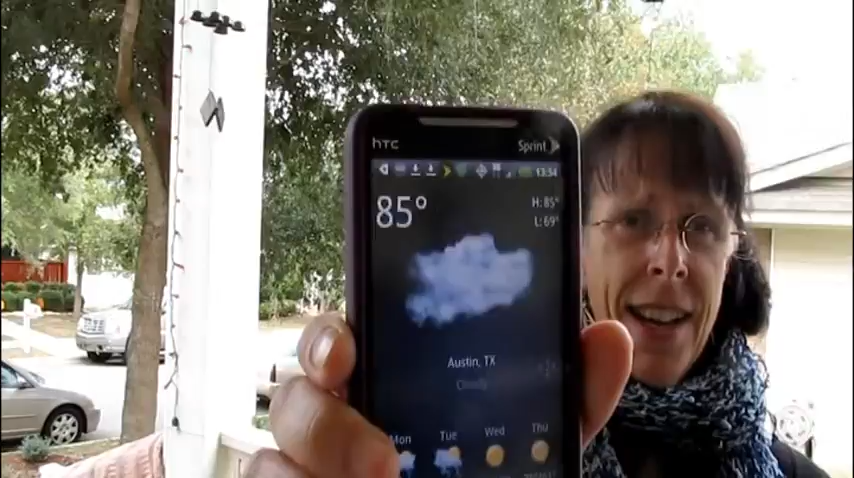 hTC Sprint
13:34
85° H: 85°
L: 69°
Austin, TX
Cloudy
Mon Tue Wed Thu